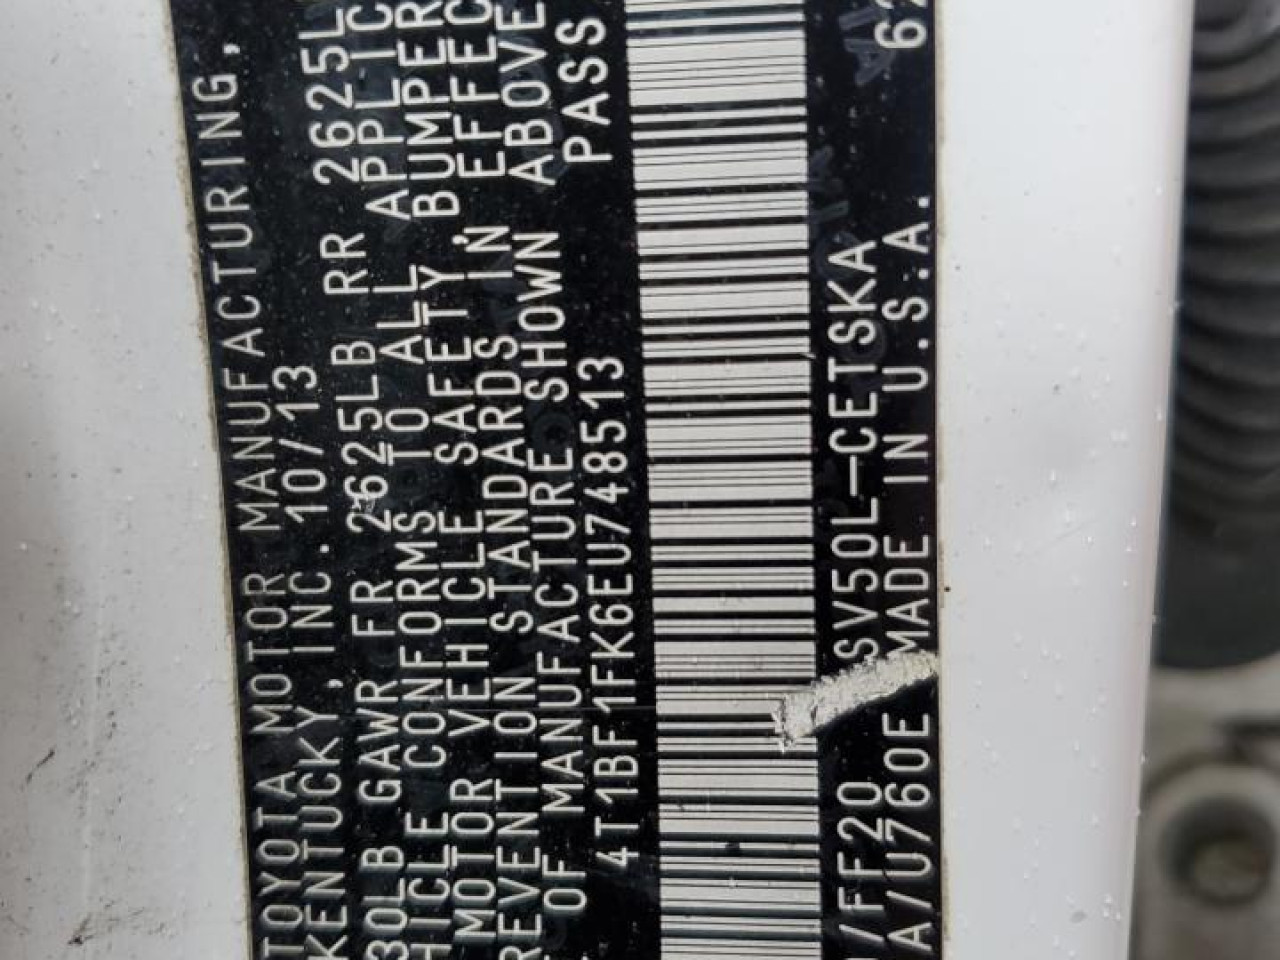 TOYOTA MOTOR MANUFACTURING,
KENTUCKY, INC. 10/13
30LB GAWR FR 2625LB RR 2625L
HICLE CONFORMS TO ALL APPLIC
MOTOR VEHICLE SAFETY, BUMPER
REVENTION STANDARDS IN EFFEC
OF MANUFACTURE SHOWN ABOVE
4T1BF1FK6EU748513 PASS
/FF20 SV50L-CETSKA
A/U760E MADE IN U.S.A. 62